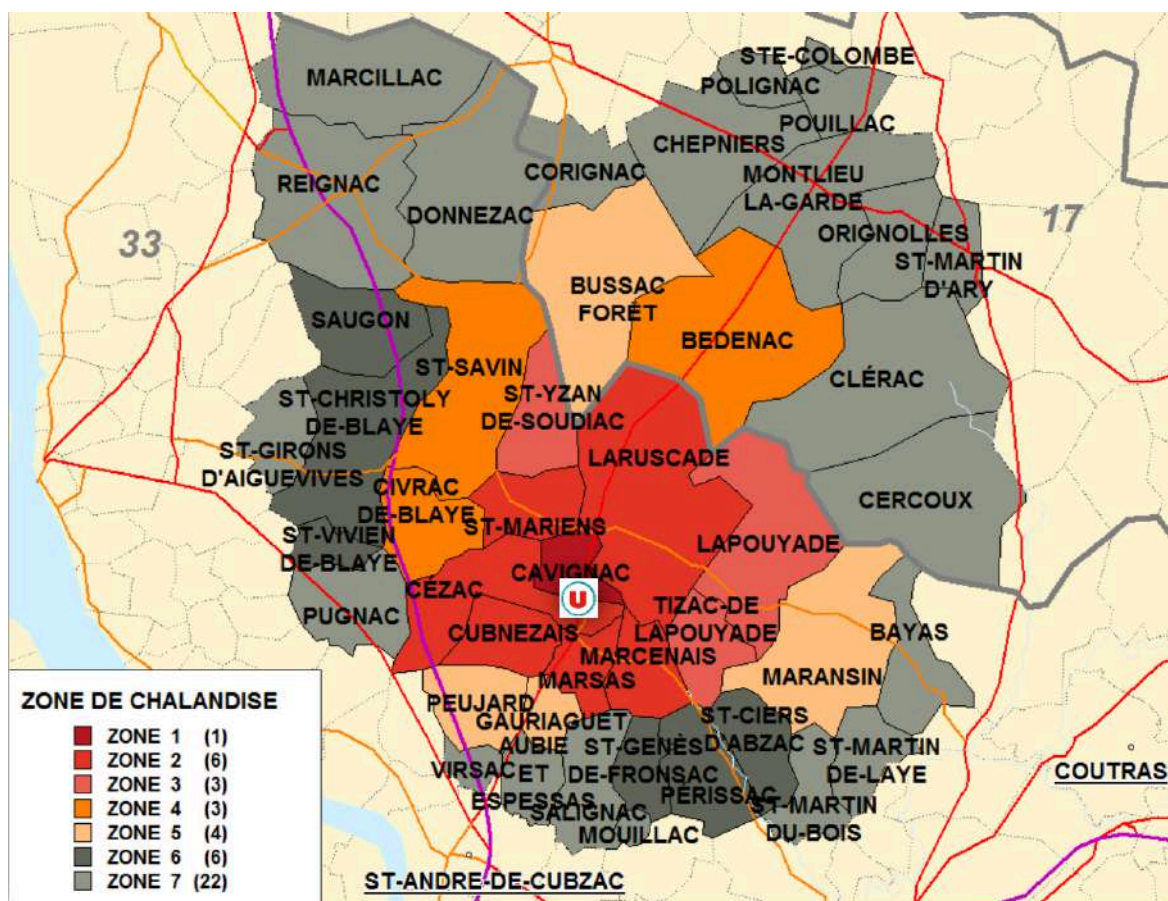 STE-COLOMBE
MARCILLAC
POLIGNAC
POUILLAC
CHEPNIERS
CORIGNAC
MONTLIEU
LA-GARDE
REIGNAC
DONNEZAC
33
17
ORIGNOLLES
ST-MARTIN
D'ARY
BUSSAC
FORÊT
SAUGON
BEDENAC
ST-SAVIN
CLÉRAC
ST-YZAN
DE-SOUDIAC
ST-CHRISTOLY
DE-BLAYE
ST-GIRONS
D'AIGUEVIVES
LARUSCADE
CIVRAC
DE-BLAYE
CERCOUX
ST-MARIENS
ST-VIVIEN
DE-BLAYE
LAPOUYADE
CAVIGNAC
CÉZAC
U
PUGNAC
TIZAC-DE
LAPOUYADE
CUBNEZAIS
BAYAS
MARCENAIS
MARSAS
MARANSIN
PEUJARD
GAURIAGUET
ST-CIERS
D'ABZAC
AUBIE
ET
ESPESSAS
ST-GENÈS
DE-FRONSAC
ST-MARTIN
DE-LAYE
VIRSAC
PÉRISSAC
SALIGNAC
MOUILLAC
ST-MARTIN
DU-BOIS
COUTRAS
ST-ANDRE-DE-CUBZAC
ZONE DE CHALANDISE
ZONE 1 (1)
ZONE 2 (6)
ZONE 3 (3)
ZONE 4 (3)
ZONE 5 (4)
ZONE 6 (6)
ZONE 7 (22)